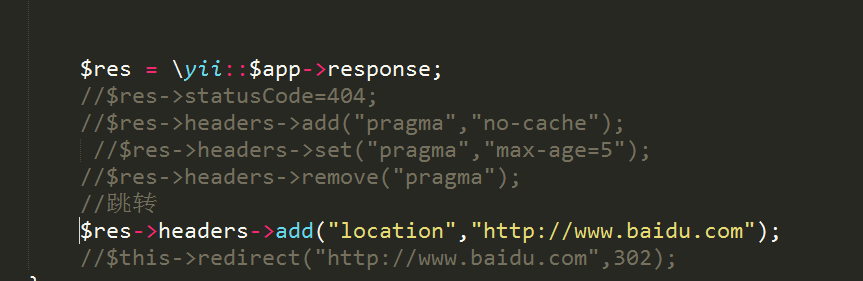 $res = \yii::$app->response;
//$res->statusCode=404;
//$res->headers->add("pragma","no-cache");
//$res->headers->set("pragma","max-age=5");
//$res->headers->remove("pragma");
//跳转
$res->headers->add("location","http://www.baidu.com");
//$this->redirect("http://www.baidu.com",302);